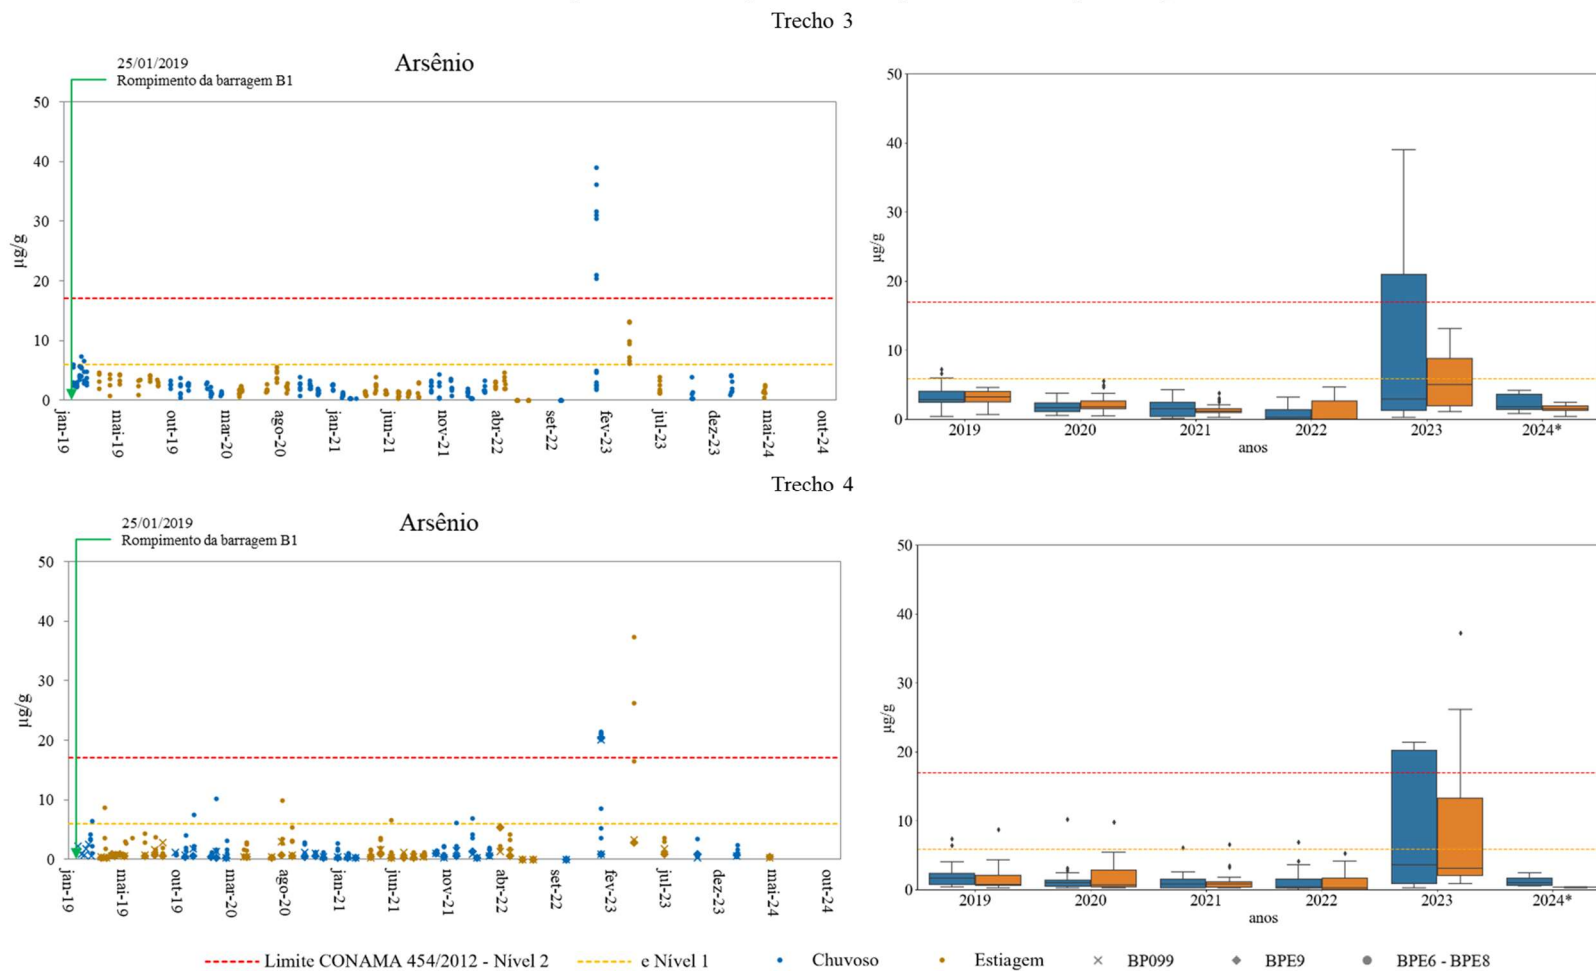 Trecho 3
25/01/2019
Rompimento da barragem B1
Arsênio
µg/g
50
40
30
20
10
0
jan-19
mai-19
out-19
mar-20
ago-20
jan-21
jun-21
nov-21
abr-22
set-22
fev-23
jul-23
dez-23
mai-24
out-24
µg/g
50
40
30
20
10
0
2019
2020
2021
2022
2023
2024*
anos
Trecho 4
25/01/2019
Rompimento da barragem B1
Arsênio
µg/g
50
40
30
20
10
0
jan-19
mai-19
out-19
mar-20
ago-20
jan-21
jun-21
nov-21
abr-22
set-22
fev-23
jul-23
dez-23
mai-24
out-24
µg/g
50
40
30
20
10
0
2019
2020
2021
2022
2023
2024*
anos
Limite CONAMA 454/2012 - Nível 2 e Nível 1 Chuvoso Estiagem BP099 BPE9 BPE6 - BPE8